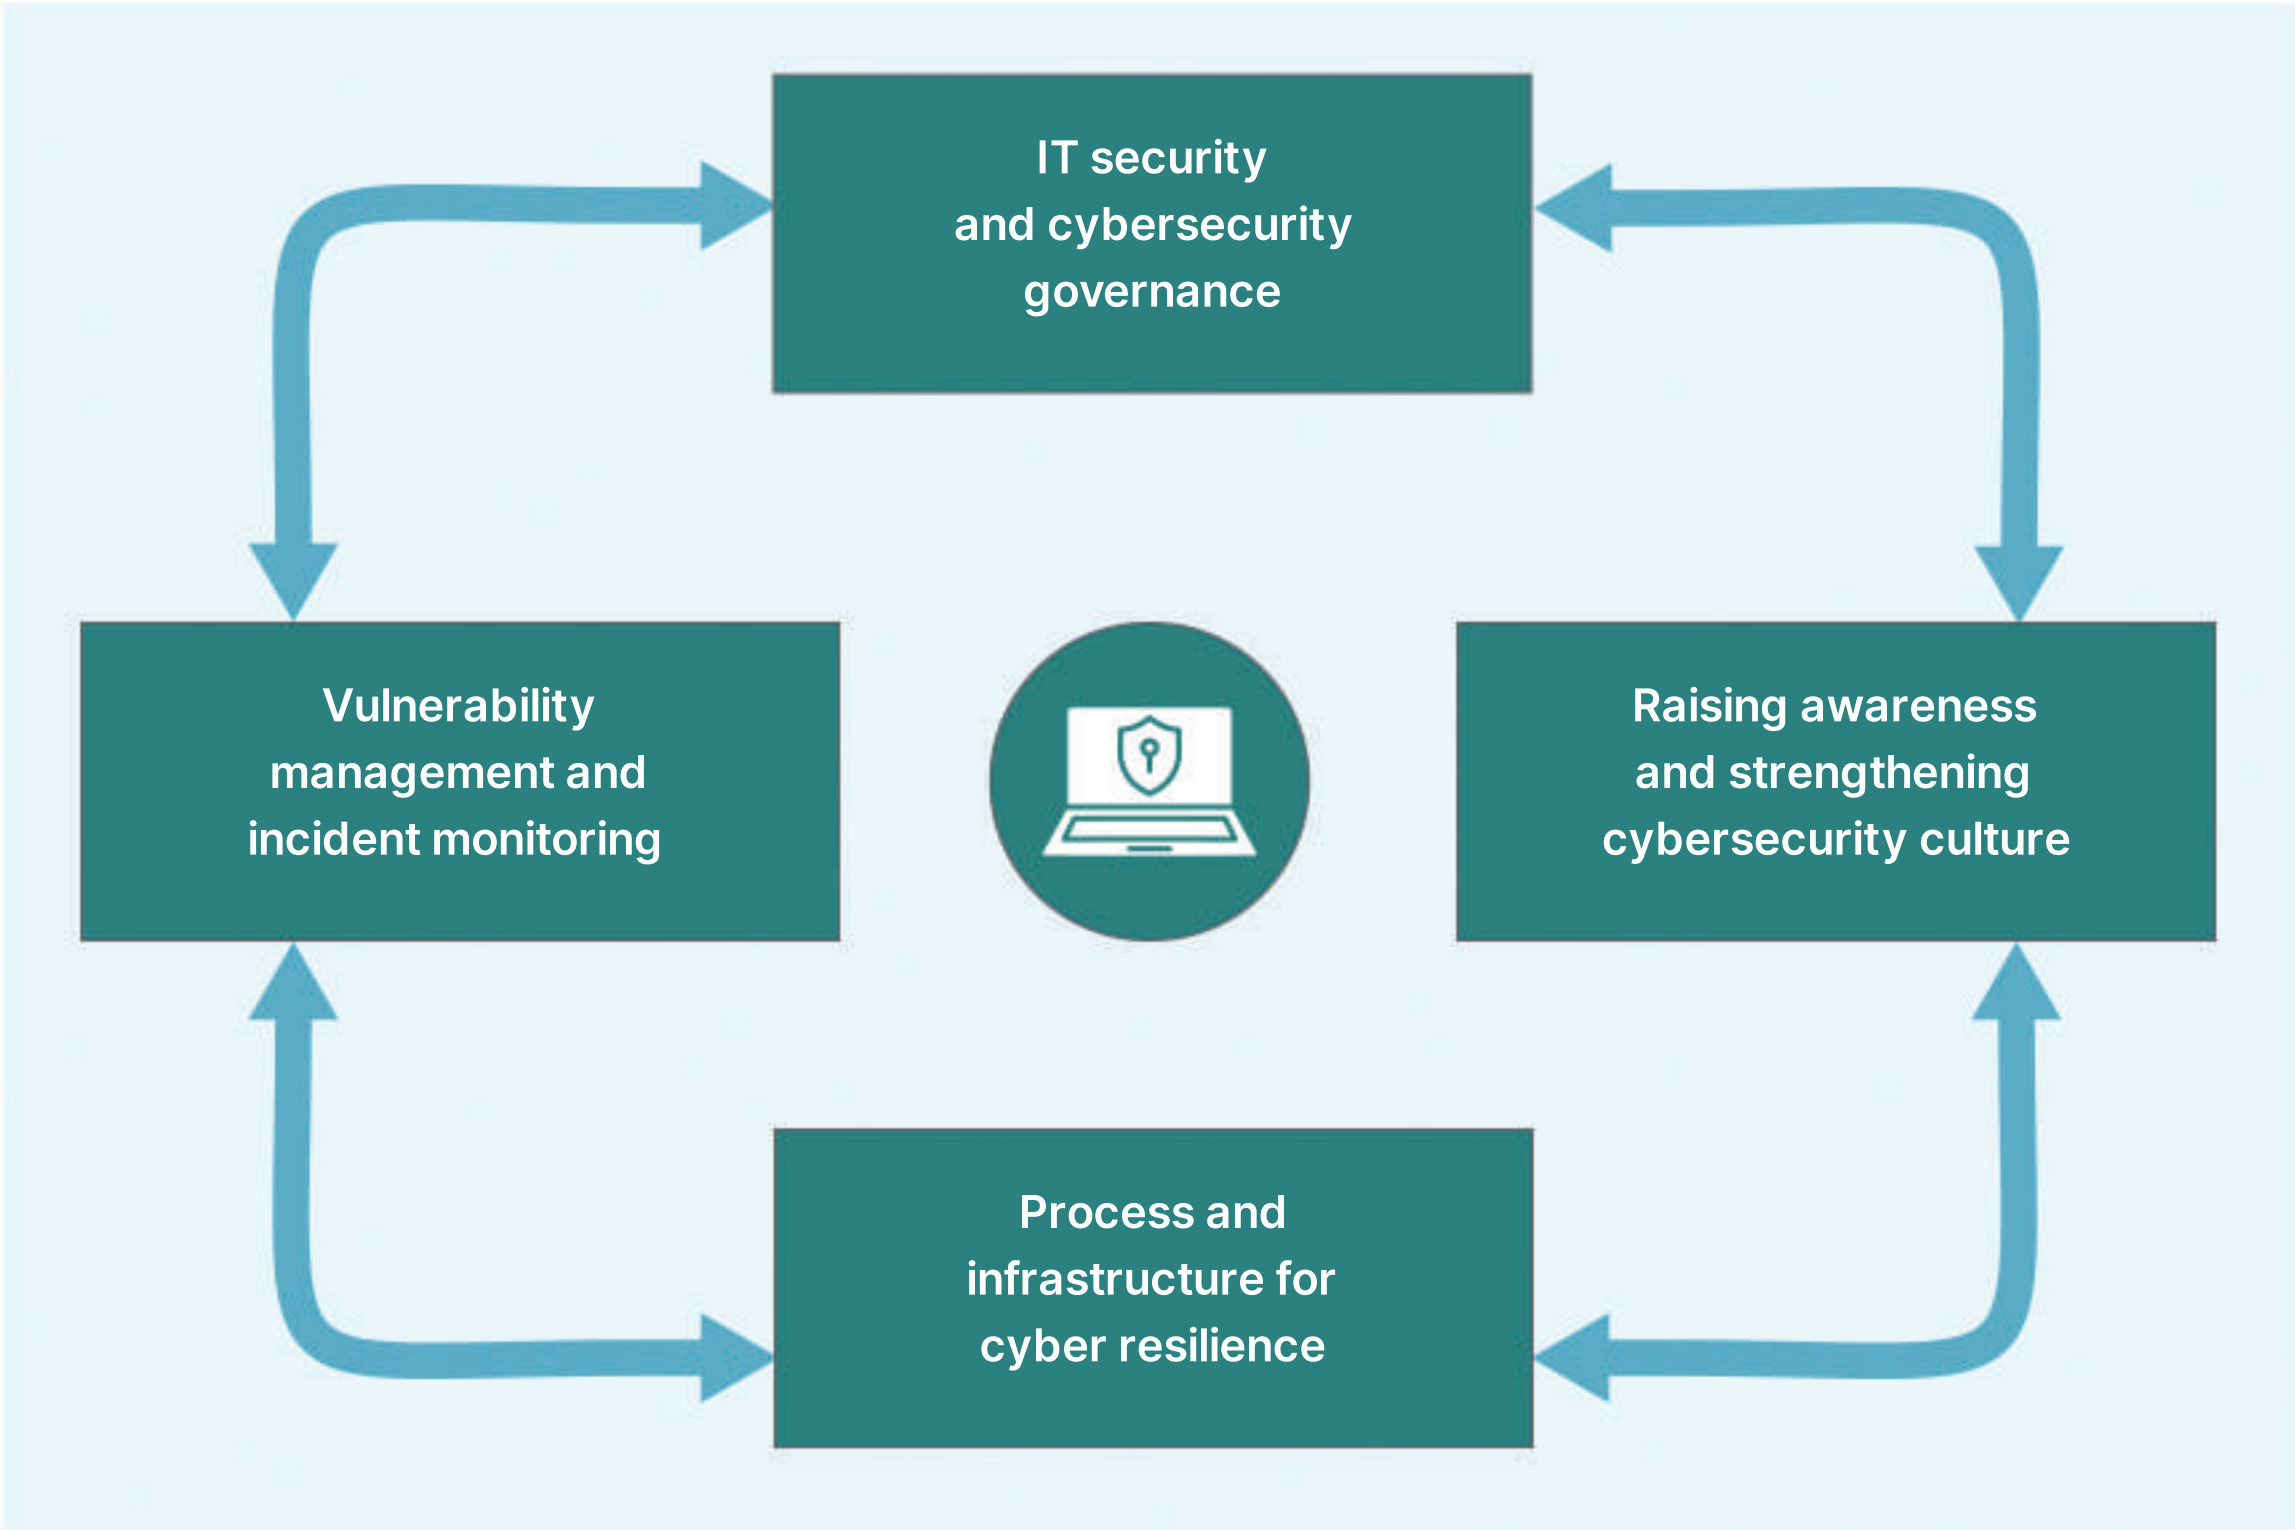 IT security
and cybersecurity
governance
Vulnerability
management and
incident monitoring
Raising awareness
and strengthening
cybersecurity culture
Process and
infrastructure for
cyber resilience